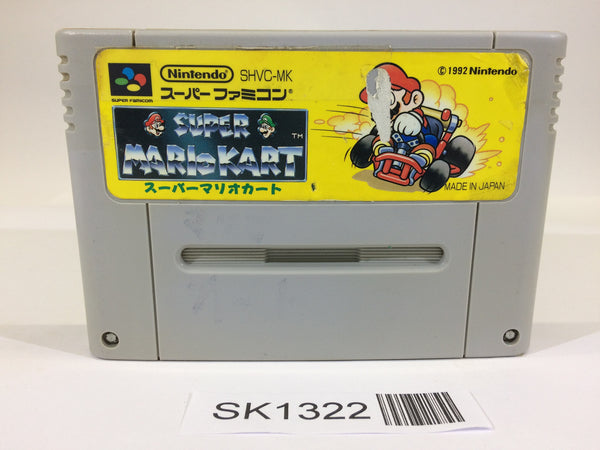 Nintendo SHVC-MK
スーパーファミコン®
SUPER FAMICOM
© 1992 Nintendo
SUPER
MARIO KART TM
スーパーマリオカート
MADE IN JAPAN
SK1322